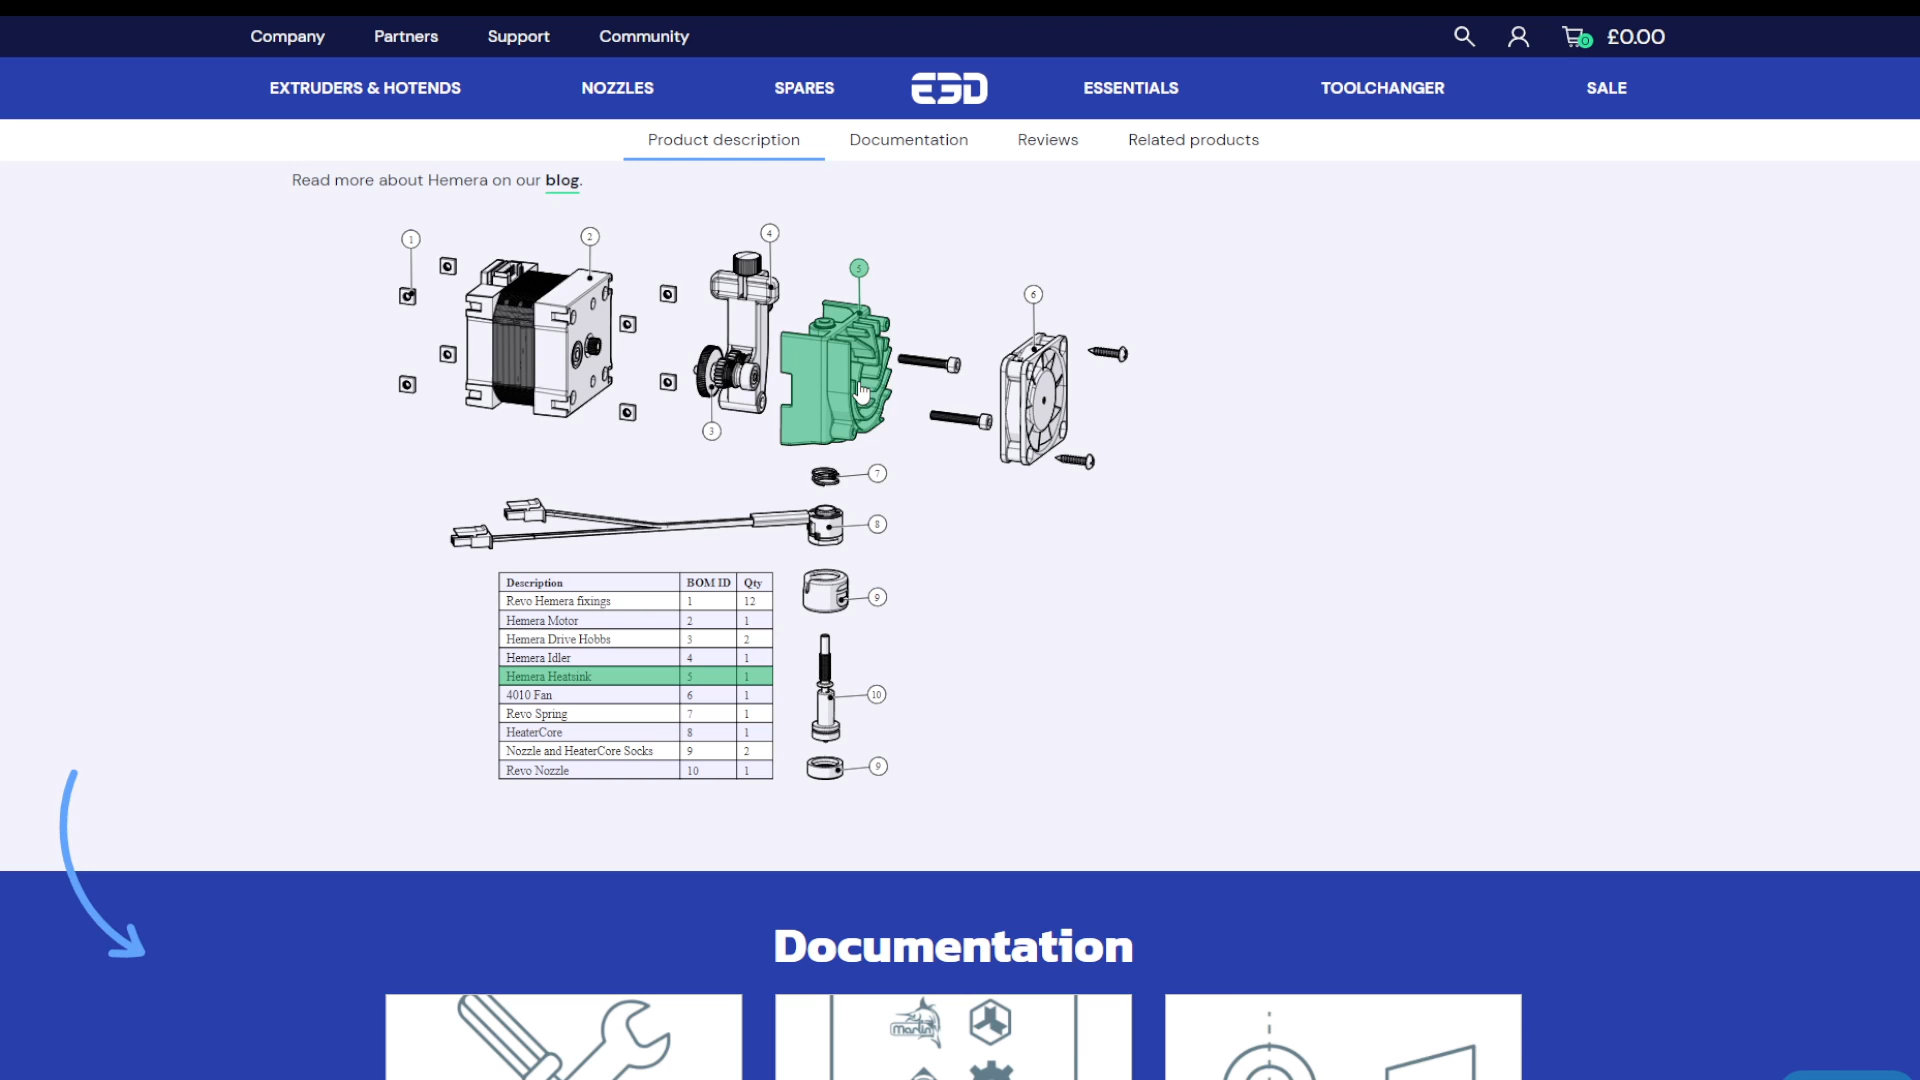 Company Partners Support Community 0 £0.00
EXTRUDERS & HOTENDS NOZZLES SPARES E3D ESSENTIALS TOOLCHANGER SALE
Product description Documentation Reviews Related products
Read more about Hemera on our blog.
1
2
4
5
6
3
7
8
9
10
9
Description BOM ID Qty
Revo Hemera fixings 1 12
Hemera Motor 2 1
Hemera Drive Hobbs 3 2
Hemera Idler 4 1
Hemera Heatsink 5 1
4010 Fan 6 1
Revo Spring 7 1
HeaterCore 8 1
Nozzle and HeaterCore Socks 9 2
Revo Nozzle 10 1
Documentation
Marlin